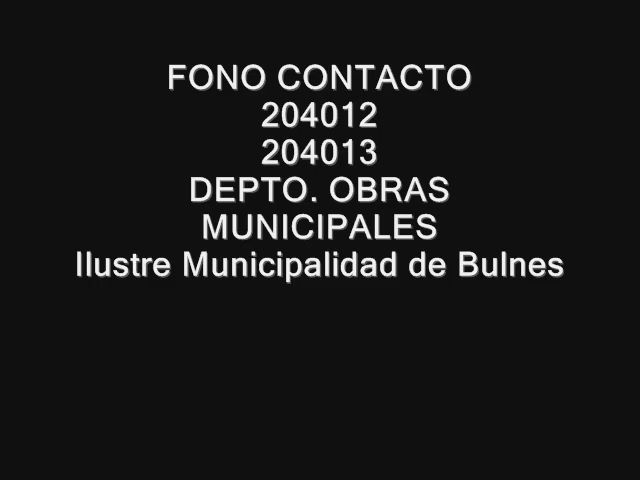 FONO CONTACTO
204012
204013
DEPTO. OBRAS
MUNICIPALES
Ilustre Municipalidad de Bulnes